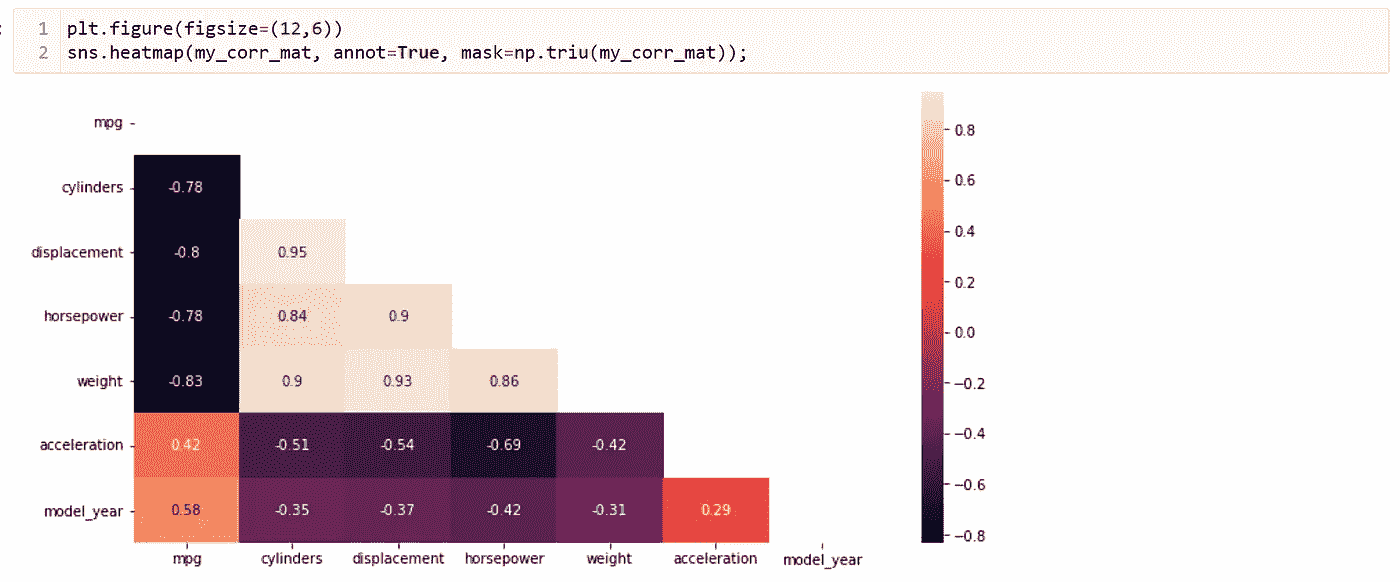 1 plt.figure(figsize=(12,6))
2 sns.heatmap(my_corr_mat, annot=True, mask=np.triu(my_corr_mat));
mpg
cylinders -0.78
displacement -0.8 0.95
horsepower -0.78 0.84 0.9
weight -0.83 0.9 0.93 0.86
acceleration 0.42 -0.51 -0.54 -0.69 -0.42
model_year 0.58 -0.35 -0.37 -0.42 -0.31 0.29
mpg cylinders displacement horsepower weight acceleration model_year
0.8
0.6
0.4
0.2
0.0
−0.2
−0.4
−0.6
−0.8